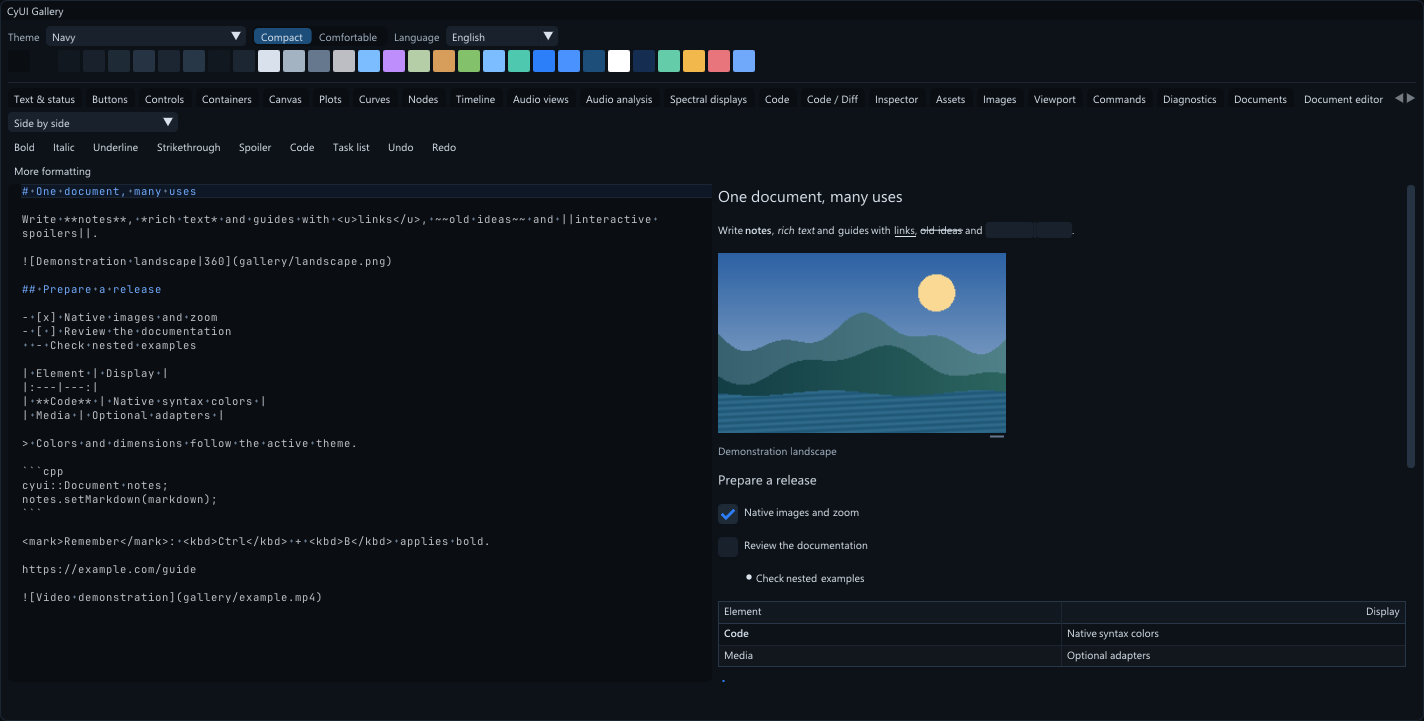 CyUI Gallery
Theme Navy Compact Comfortable Language English
Text & status Buttons Controls Containers Canvas Plots Curves Nodes Timeline Audio views Audio analysis Spectral displays Code Code / Diff Inspector Assets Images Viewport Commands Diagnostics Documents Document editor
Side by side
Bold Italic Underline Strikethrough Spoiler Code Task list Undo Redo
More formatting
# One document, many uses
Write **notes**, *rich text* and guides with <u>links</u>, ~~old ideas~~ and ||interactive
spoilers||.
![Demonstration landscape|360](gallery/landscape.png)
## Prepare a release
- [x] Native images and zoom
- [ ] Review the documentation
  - Check nested examples
| Element | Display |
|:---|---:|
| **Code** | Native syntax colors |
| Media | Optional adapters |
> Colors and dimensions follow the active theme.
```cpp
cyui::Document notes;
notes.setMarkdown(markdown);
```
<mark>Remember</mark>: <kbd>Ctrl</kbd> + <kbd>B</kbd> applies bold.
https://example.com/guide
![Video demonstration](gallery/example.mp4)
One document, many uses
Write notes, rich text and guides with links, old ideas and .
Demonstration landscape
Prepare a release
Native images and zoom
Review the documentation
• Check nested examples
Element Display
Code Native syntax colors
Media Optional adapters